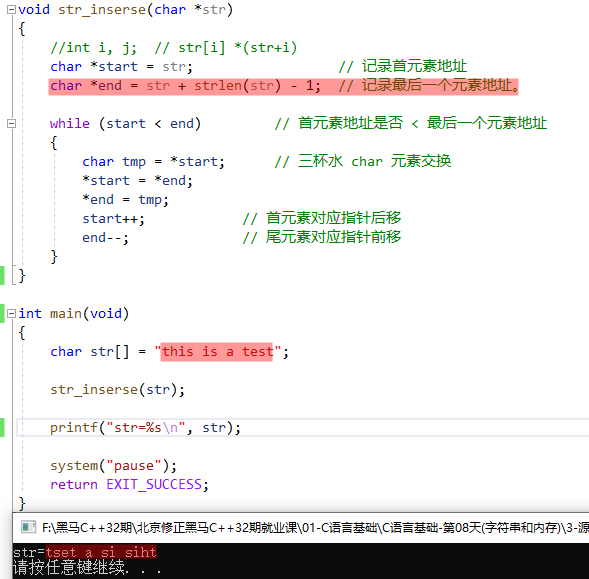 void str_inserse(char *str)
{
//int i, j;  // str[i] *(str+i)
char *start = str;                  // 记录首元素地址
char *end = str + strlen(str) - 1;  // 记录最后一个元素地址。
while (start < end)         // 首元素地址是否 < 最后一个元素地址
{
char tmp = *start;      // 三杯水 char 元素交换
*start = *end;
*end = tmp;
start++;            // 首元素对应指针后移
end--;              // 尾元素对应指针前移
}
}
int main(void)
{
char str[] = "this is a test";
str_inserse(str);
printf("str=%s\n", str);
system("pause");
return EXIT_SUCCESS;
}
F:\黑马C++32期\北京修正黑马C++32期就业课\01-C语言基础\C语言基础-第08天(字符串和内存)\3-源
str=tset a si siht
请按任意键继续. . .